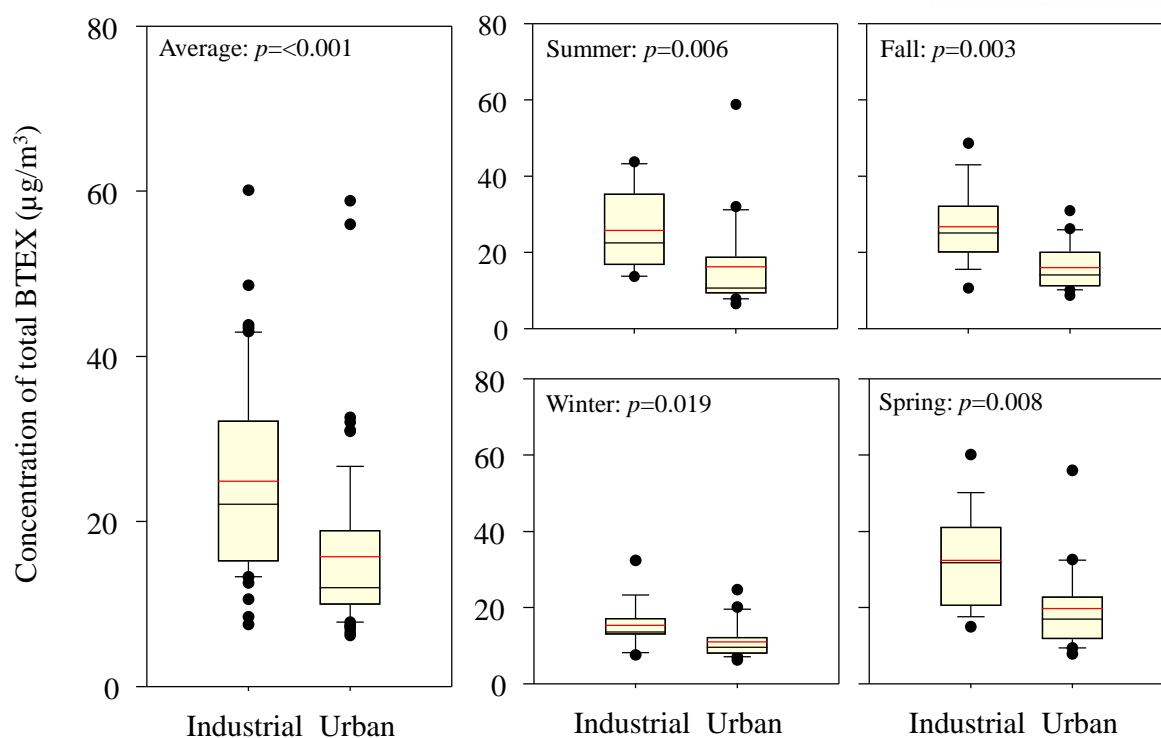 Concentration of total BTEX (µg/m³)
80
60
40
20
0
Average: p=<0.001
Industrial Urban
80
60
40
20
0
Summer: p=0.006
Fall: p=0.003
80
60
40
20
0
Winter: p=0.019
Spring: p=0.008
Industrial Urban
Industrial Urban